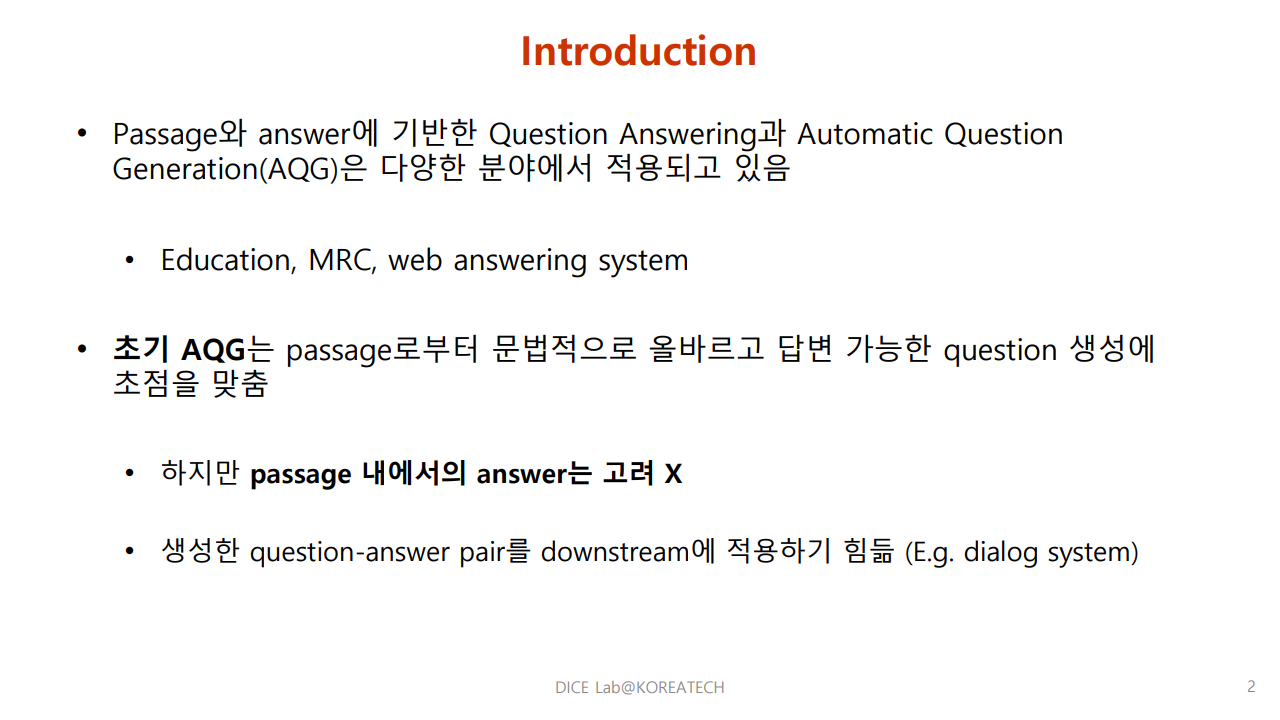 Introduction
• Passage와 answer에 기반한 Question Answering과 Automatic Question
Generation(AQG)은 다양한 분야에서 적용되고 있음
• Education, MRC, web answering system
• 초기 AQG는 passage로부터 문법적으로 올바르고 답변 가능한 question 생성에
초점을 맞춤
• 하지만 passage 내에서의 answer는 고려 X
• 생성한 question-answer pair를 downstream에 적용하기 힘듦 (E.g. dialog system)
DICE Lab@KOREATECH
2